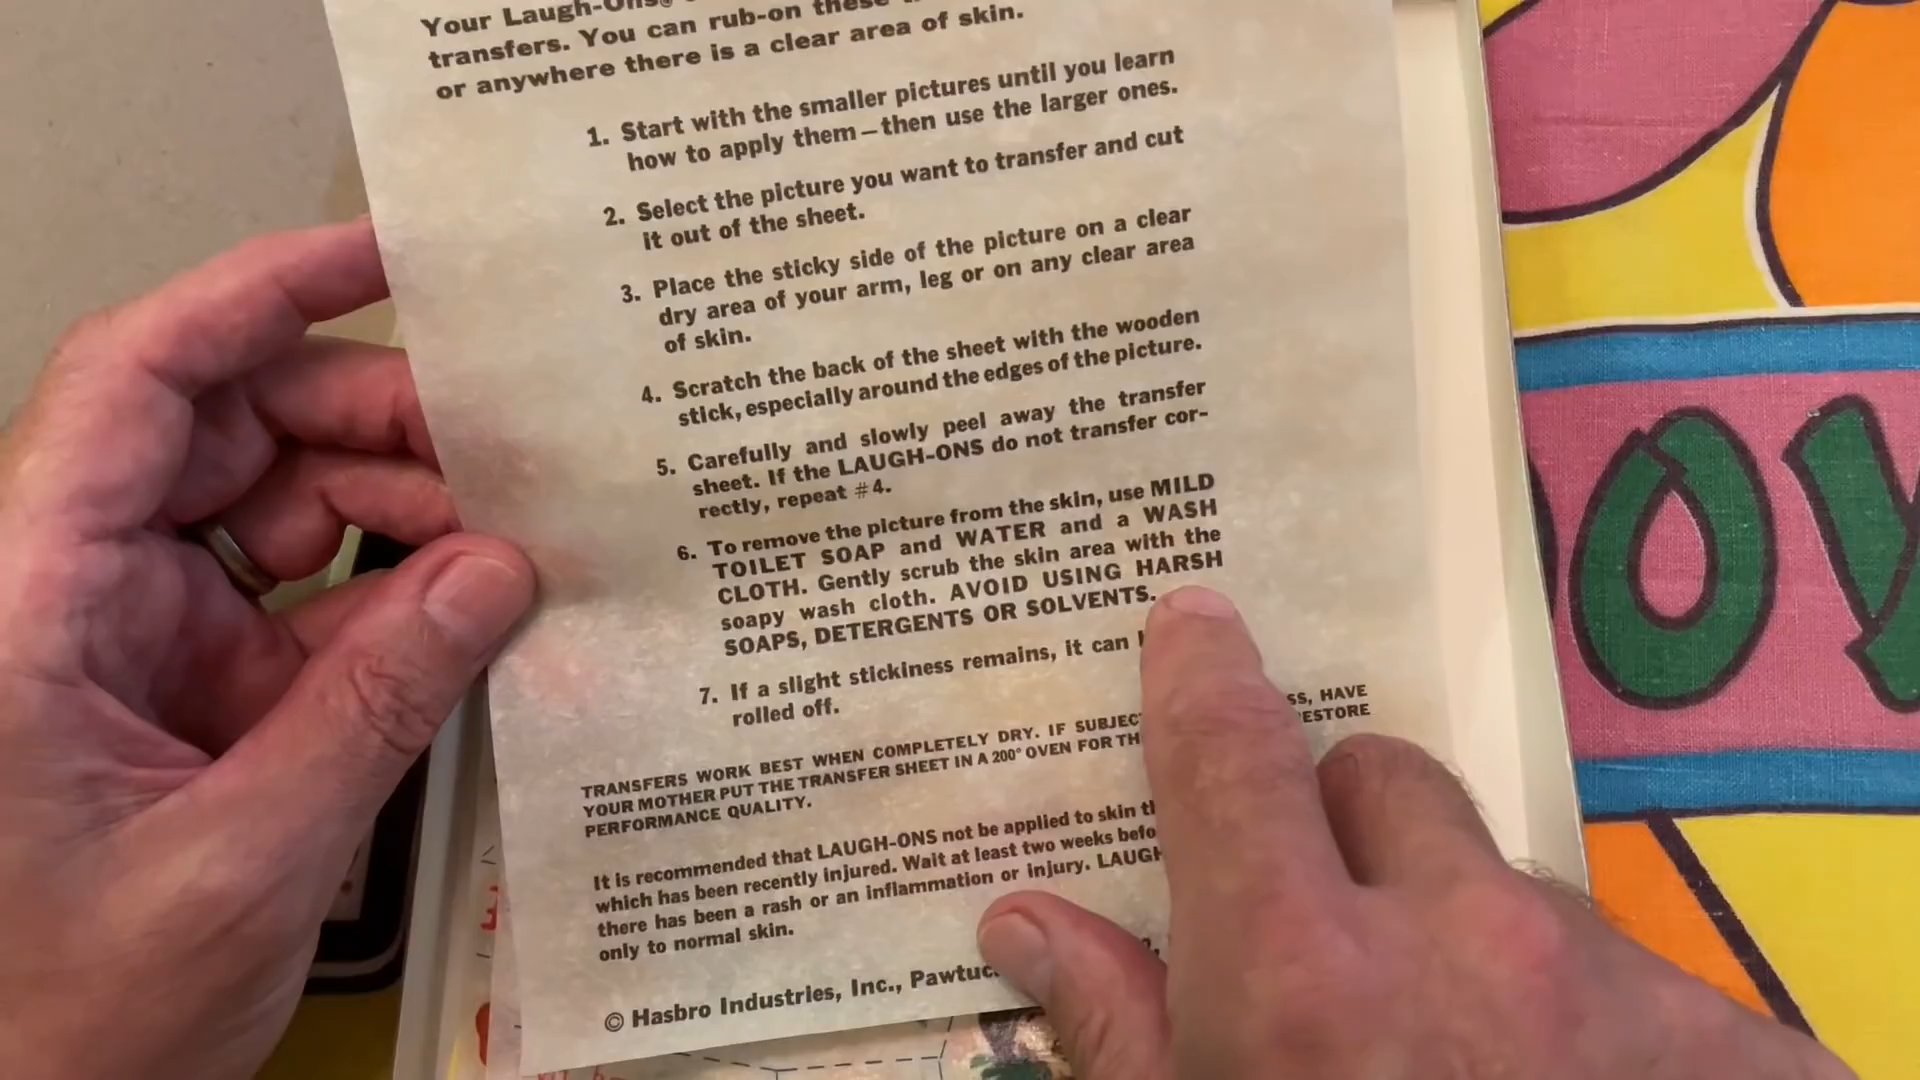 Your Laugh-Ons®
transfers. You can rub-on these
or anywhere there is a clear area of skin.
1. Start with the smaller pictures until you learn
how to apply them—then use the larger ones.
2. Select the picture you want to transfer and cut
it out of the sheet.
3. Place the sticky side of the picture on a clear
dry area of your arm, leg or on any clear area
of skin.
4. Scratch the back of the sheet with the wooden
stick, especially around the edges of the picture.
5. Carefully and slowly peel away the transfer
sheet. If the LAUGH-ONS do not transfer cor-
rectly, repeat #4.
6. To remove the picture from the skin, use MILD
TOILET SOAP and WATER and a WASH
CLOTH. Gently scrub the skin area with the
soapy wash cloth. AVOID USING HARSH
SOAPS, DETERGENTS OR SOLVENTS.
7. If a slight stickiness remains, it can
rolled off.
TRANSFERS WORK BEST WHEN COMPLETELY DRY. IF SUBJEC SS, HAVE
YOUR MOTHER PUT THE TRANSFER SHEET IN A 200° OVEN FOR TH ESTORE
PERFORMANCE QUALITY.
It is recommended that LAUGH-ONS not be applied to skin th
which has been recently injured. Wait at least two weeks befo
there has been a rash or an inflammation or injury. LAUGH
only to normal skin.
© Hasbro Industries, Inc., Pawtuc